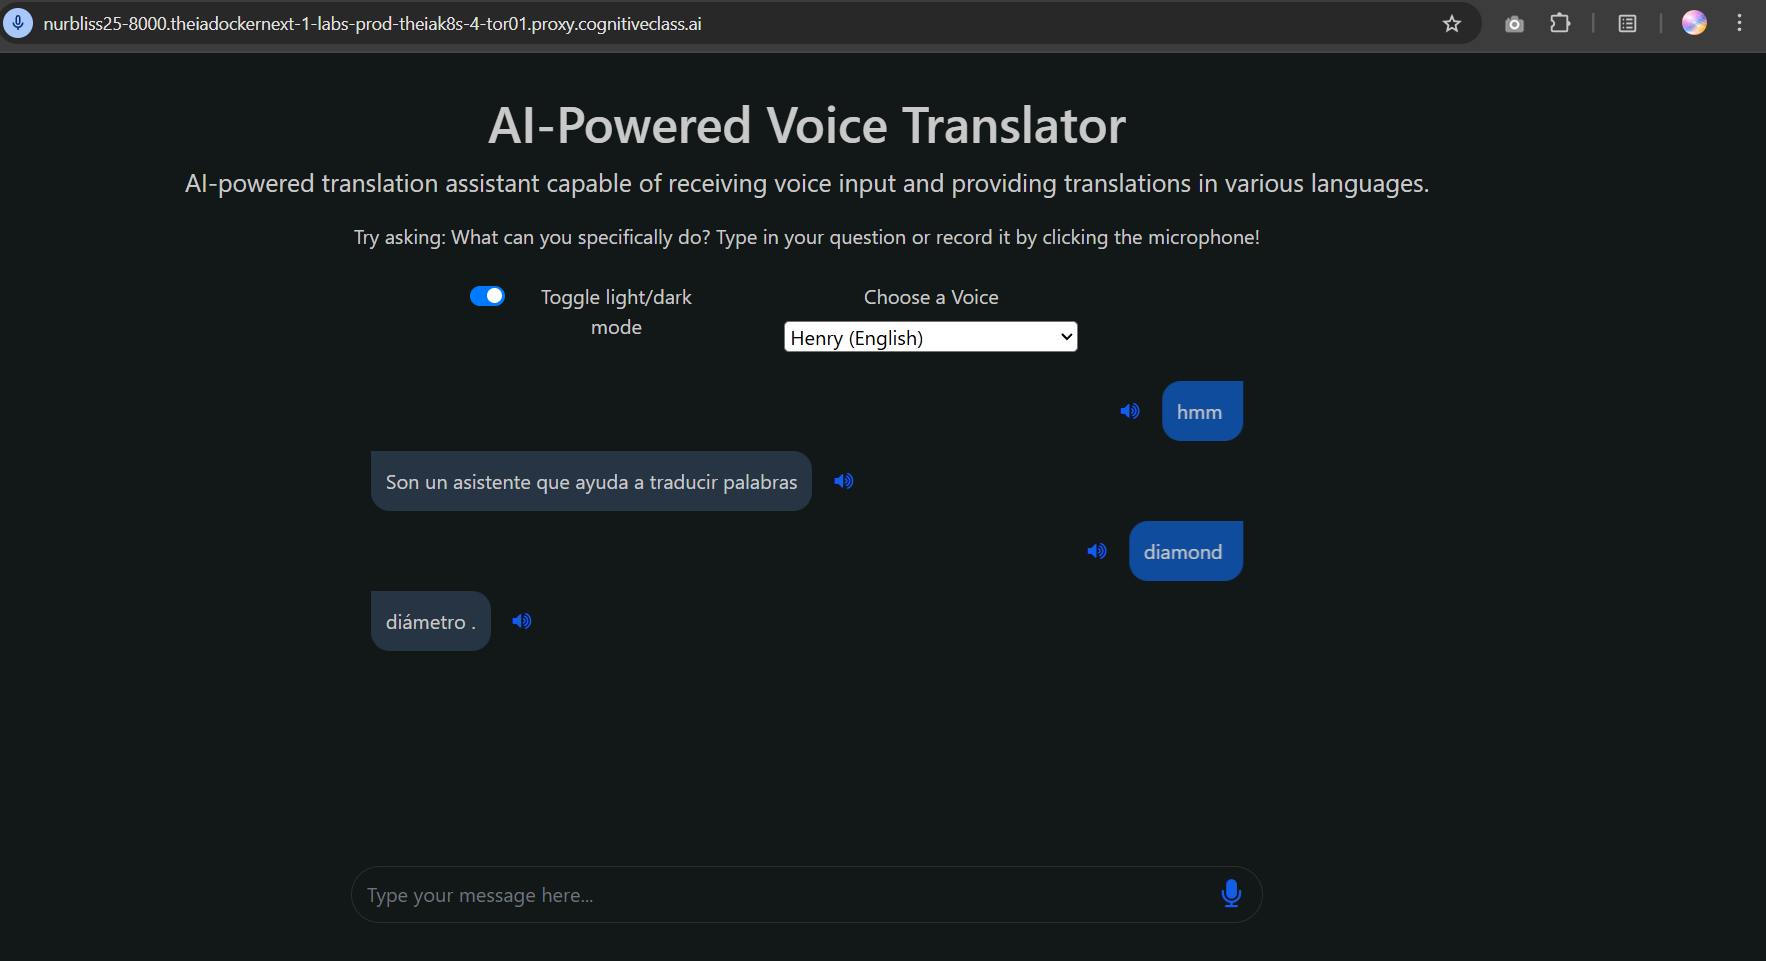 nurbliss25-8000.theiadockernext-1-labs-prod-theiak8s-4-tor01.proxy.cognitiveclass.ai
AI-Powered Voice Translator
AI-powered translation assistant capable of receiving voice input and providing translations in various languages.
Try asking: What can you specifically do? Type in your question or record it by clicking the microphone!
Toggle light/dark
mode
Choose a Voice
Henry (English)
hmm
Son un asistente que ayuda a traducir palabras
diamond
diámetro .
Type your message here...